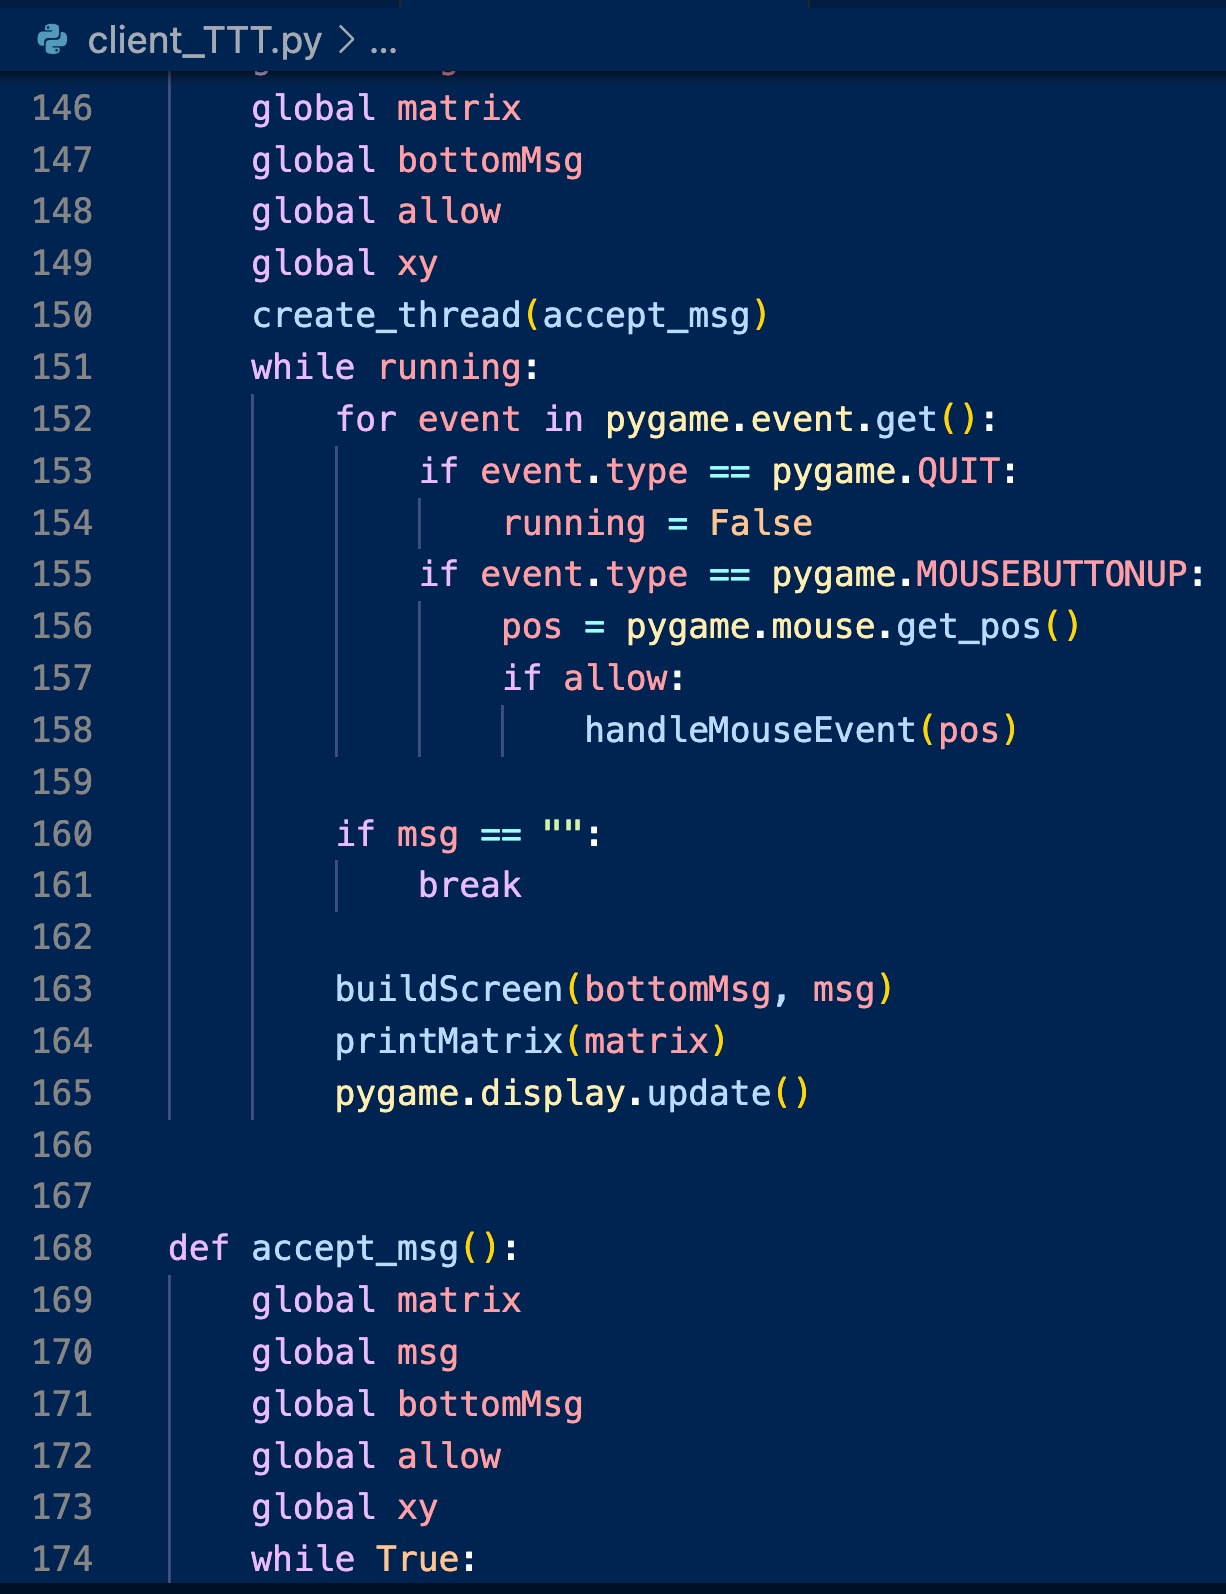 client_TTT.py > ...
146 global matrix
147 global bottomMsg
148 global allow
149 global xy
150 create_thread(accept_msg)
151 while running:
152 for event in pygame.event.get():
153 if event.type == pygame.QUIT:
154 running = False
155 if event.type == pygame.MOUSEBUTTONUP:
156 pos = pygame.mouse.get_pos()
157 if allow:
158 handleMouseEvent(pos)
159
160 if msg == "":
161 break
162
163 buildScreen(bottomMsg, msg)
164 printMatrix(matrix)
165 pygame.display.update()
166
167
168 def accept_msg():
169 global matrix
170 global msg
171 global bottomMsg
172 global allow
173 global xy
174 while True: